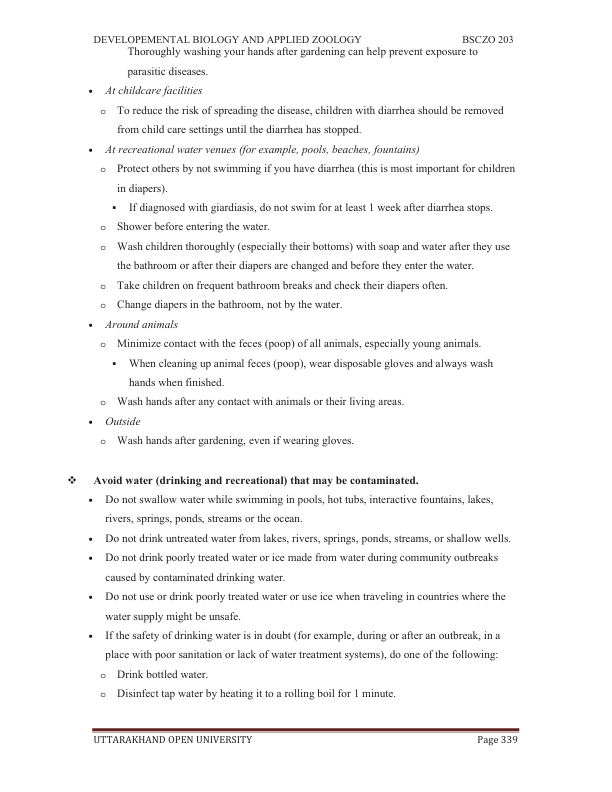 DEVELOPEMENTAL BIOLOGY AND APPLIED ZOOLOGY BSCZO 203
Thoroughly washing your hands after gardening can help prevent exposure to
parasitic diseases.
• At childcare facilities
o To reduce the risk of spreading the disease, children with diarrhea should be removed
from child care settings until the diarrhea has stopped.
• At recreational water venues (for example, pools, beaches, fountains)
o Protect others by not swimming if you have diarrhea (this is most important for children
in diapers).
▪ If diagnosed with giardiasis, do not swim for at least 1 week after diarrhea stops.
o Shower before entering the water.
o Wash children thoroughly (especially their bottoms) with soap and water after they use
the bathroom or after their diapers are changed and before they enter the water.
o Take children on frequent bathroom breaks and check their diapers often.
o Change diapers in the bathroom, not by the water.
• Around animals
o Minimize contact with the feces (poop) of all animals, especially young animals.
▪ When cleaning up animal feces (poop), wear disposable gloves and always wash
hands when finished.
o Wash hands after any contact with animals or their living areas.
• Outside
o Wash hands after gardening, even if wearing gloves.
❖ Avoid water (drinking and recreational) that may be contaminated.
• Do not swallow water while swimming in pools, hot tubs, interactive fountains, lakes,
rivers, springs, ponds, streams or the ocean.
• Do not drink untreated water from lakes, rivers, springs, ponds, streams, or shallow wells.
• Do not drink poorly treated water or ice made from water during community outbreaks
caused by contaminated drinking water.
• Do not use or drink poorly treated water or use ice when traveling in countries where the
water supply might be unsafe.
• If the safety of drinking water is in doubt (for example, during or after an outbreak, in a
place with poor sanitation or lack of water treatment systems), do one of the following:
o Drink bottled water.
o Disinfect tap water by heating it to a rolling boil for 1 minute.
UTTARAKHAND OPEN UNIVERSITY Page 339